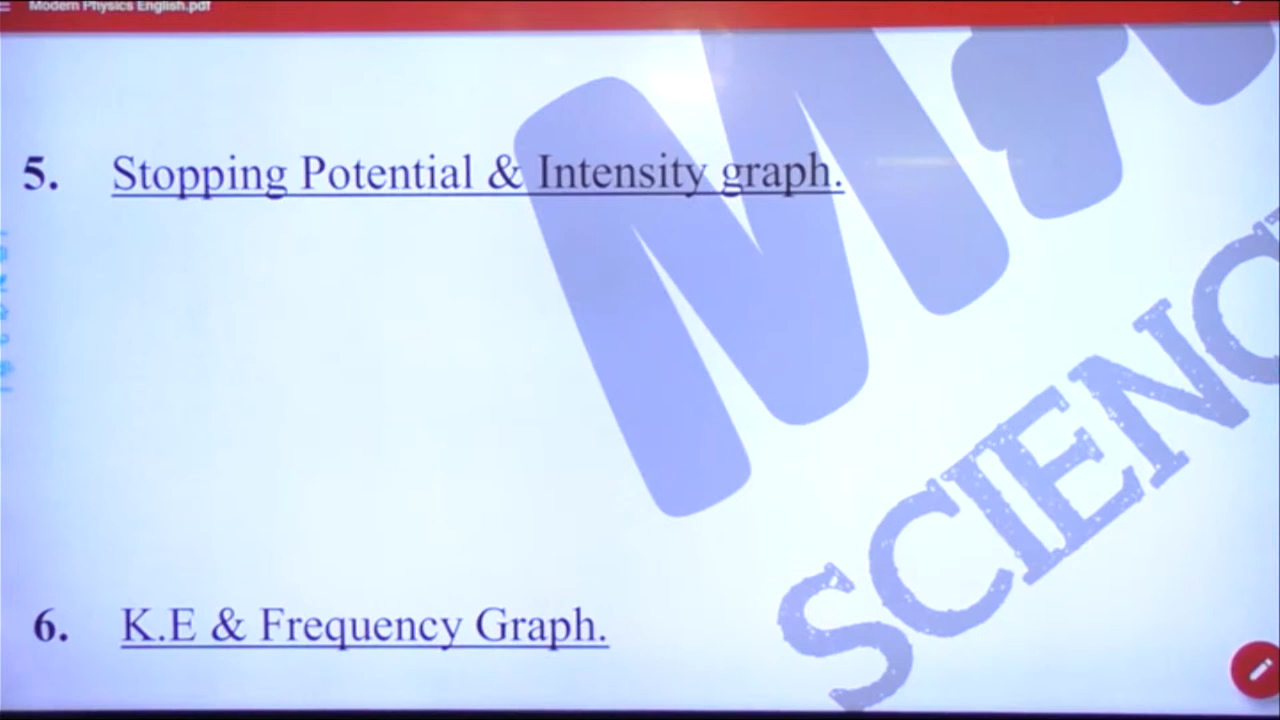 Modern Physics English.pdf
5. Stopping Potential & Intensity graph.
SCIENC
6. K.E & Frequency Graph.